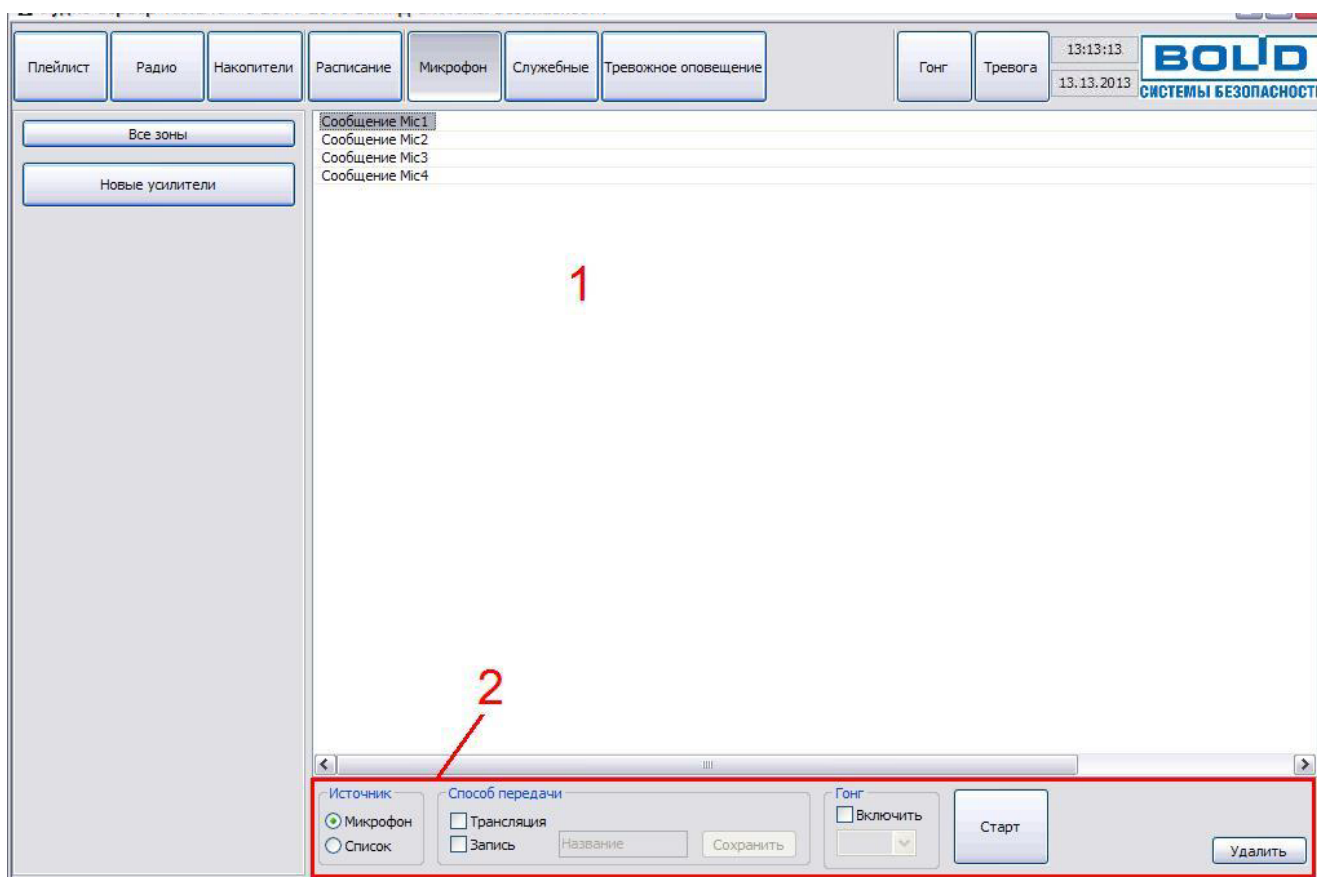 Плейлист Радио Накопители Расписание Микрофон Служебные Тревожное оповещение Гонг Тревога 13:13:13
13.13.2013
BOLID
СИСТЕМЫ БЕЗОПАСНОСТИ
Все зоны
Новые усилители
Сообщение Mic1
Сообщение Mic2
Сообщение Mic3
Сообщение Mic4
1
2
Источник Способ передачи Гонг
Микрофон Трансляция Включить
Список Запись Название Сохранить
Старт
Удалить